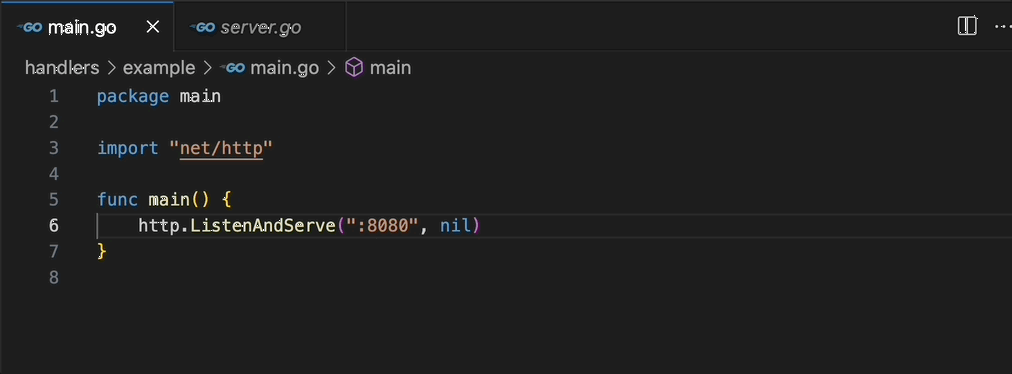 GO main.go
GO server.go
handlers > example > GO main.go > main
1 package main
2
3 import "net/http"
4
5 func main() {
6 http.ListenAndServe(":8080", nil)
7 }
8